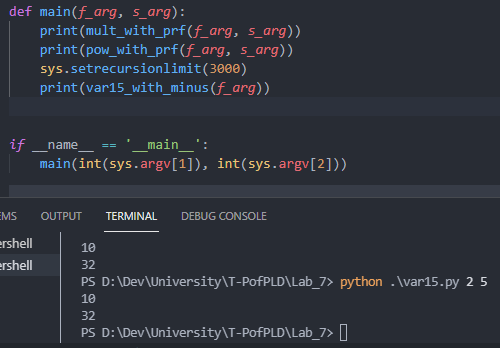 def main(f_arg, s_arg):
print(mult_with_prf(f_arg, s_arg))
print(pow_with_prf(f_arg, s_arg))
sys.setrecursionlimit(3000)
print(var15_with_minus(f_arg))
if __name__ == '__main__':
main(int(sys.argv[1]), int(sys.argv[2]))
EMS OUTPUT TERMINAL DEBUG CONSOLE
ershell
ershell
10
32
PS D:\Dev\University\T-PofPLD\Lab_7> python .\var15.py 2 5
10
32
PS D:\Dev\University\T-PofPLD\Lab_7>